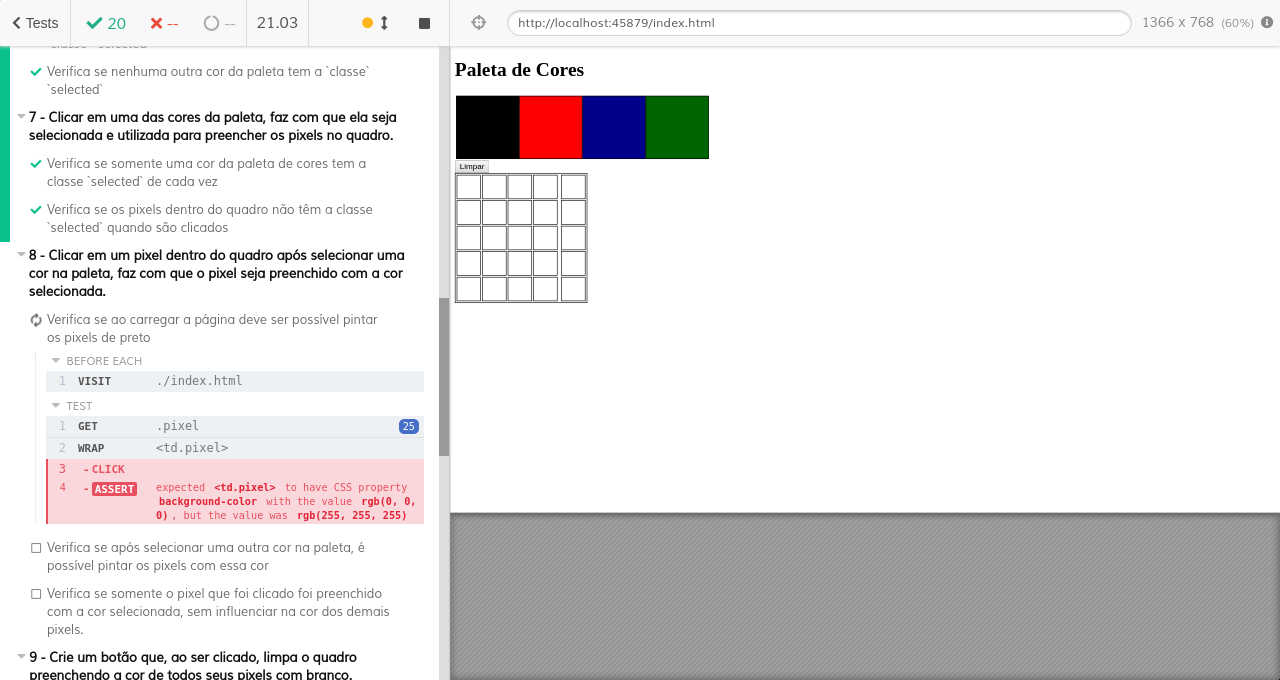 Tests
20
--
--
21.03
http://localhost:45879/index.html
1366 x 768 (60%)
`classe` `selected`
Verifica se nenhuma outra cor da paleta tem a `classe`
`selected`
7 - Clicar em uma das cores da paleta, faz com que ela seja
selecionada e utilizada para preencher os pixels no quadro.
Verifica se somente uma cor da paleta de cores tem a
classe `selected` de cada vez
Verifica se os pixels dentro do quadro não têm a classe
`selected` quando são clicados
8 - Clicar em um pixel dentro do quadro após selecionar uma
cor na paleta, faz com que o pixel seja preenchido com a cor
selecionada.
Verifica se ao carregar a página deve ser possível pintar
os pixels de preto
BEFORE EACH
1 VISIT ./index.html
TEST
1 GET .pixel 25
2 WRAP <td.pixel>
3 - CLICK
4 - ASSERT expected <td.pixel> to have CSS property
background-color with the value rgb(0, 0,
0) , but the value was rgb(255, 255, 255)
Verifica se após selecionar uma outra cor na paleta, é
possível pintar os pixels com essa cor
Verifica se somente o pixel que foi clicado foi preenchido
com a cor selecionada, sem influenciar na cor dos demais
pixels.
9 - Crie um botão que, ao ser clicado, limpa o quadro
preenchendo a cor de todos seus pixels com branco.
Paleta de Cores
Limpar